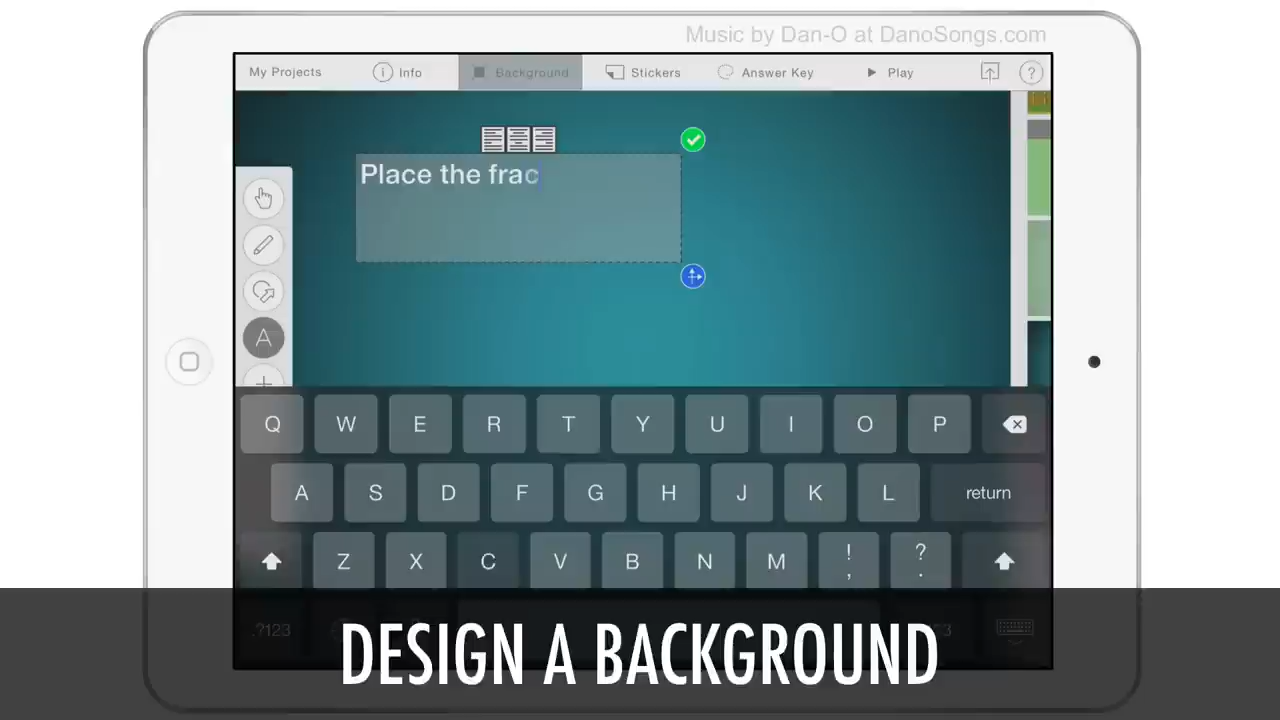 Music by Dan-O at DanoSongs.com
My Projects Info Background Stickers Answer Key Play ?
Place the frac
A
Q W E R T Y U I O P
A S D F G H J K L return
Z X C V B N M ! , ? .
.?123
DESIGN A BACKGROUND